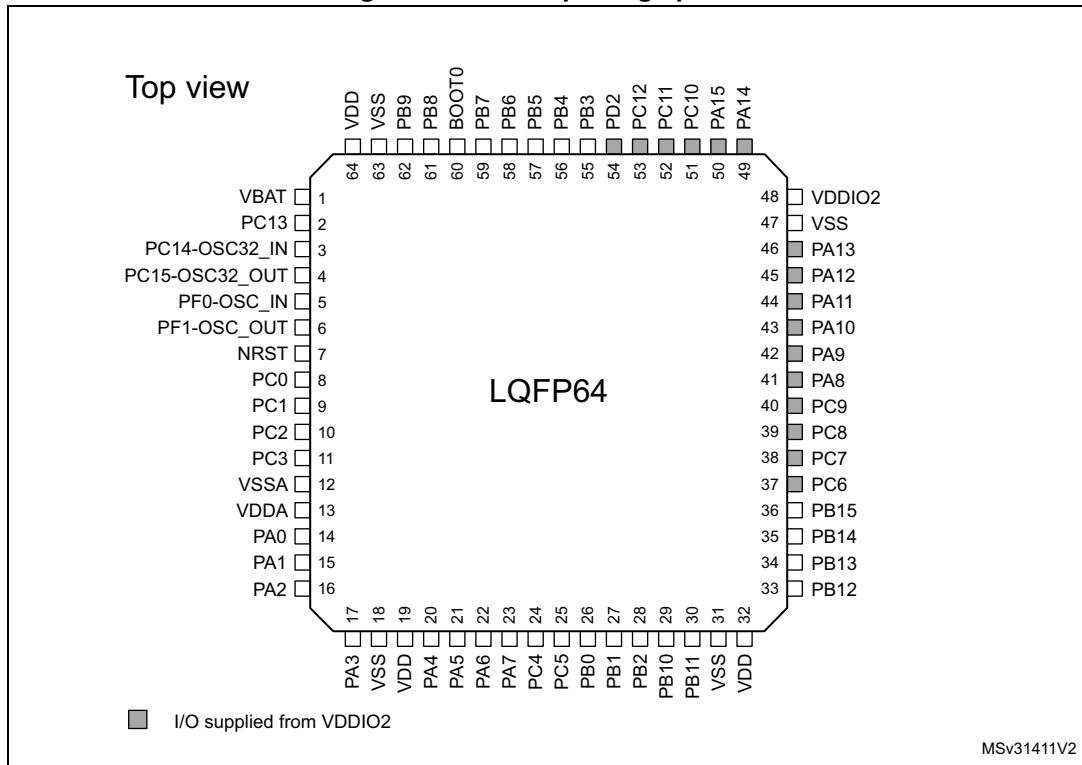 Top view
VDD
VSS
PB9
PB8
BOOT0
PB7
PB6
PB5
PB4
PB3
PD2
PC12
PC11
PC10
PA15
PA14
64
63
62
61
60
59
58
57
56
55
54
53
52
51
50
49
VBAT 1
PC13 2
PC14-OSC32_IN 3
PC15-OSC32_OUT 4
PF0-OSC_IN 5
PF1-OSC_OUT 6
NRST 7
PC0 8
PC1 9
PC2 10
PC3 11
VSSA 12
VDDA 13
PA0 14
PA1 15
PA2 16
LQFP64
48 VDDIO2
47 VSS
46 PA13
45 PA12
44 PA11
43 PA10
42 PA9
41 PA8
40 PC9
39 PC8
38 PC7
37 PC6
36 PB15
35 PB14
34 PB13
33 PB12
17
18
19
20
21
22
23
24
25
26
27
28
29
30
31
32
PA3
VSS
VDD
PA4
PA5
PA6
PA7
PC4
PC5
PB0
PB1
PB2
PB10
PB11
VSS
VDD
I/O supplied from VDDIO2
MSv31411V2